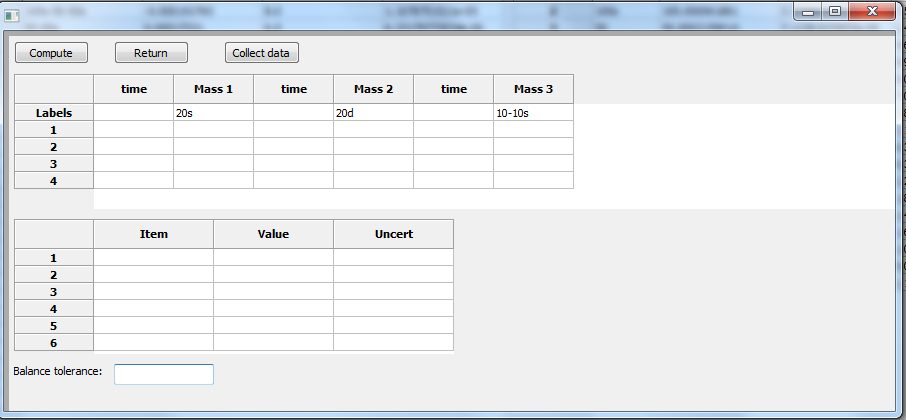 Compute Return Collect data
time Mass 1 time Mass 2 time Mass 3
Labels 20s 20d 10-10s
1
2
3
4
Item Value Uncert
1
2
3
4
5
6
Balance tolerance: